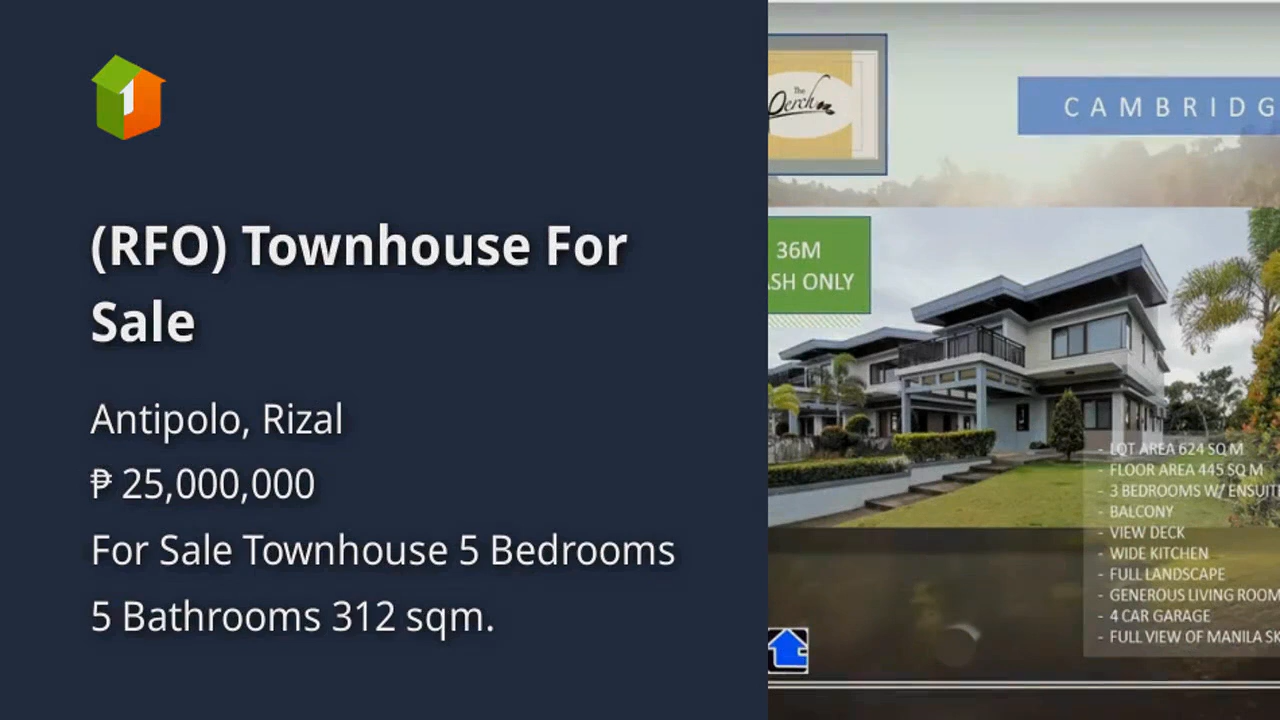 (RFO) Townhouse For
Sale
Antipolo, Rizal
₱ 25,000,000
For Sale Townhouse 5 Bedrooms
5 Bathrooms 312 sqm.
The
Perch
CAMBRIDG
36M
ASH ONLY
- LOT AREA 624 SQ M
- FLOOR AREA 445 SQ M
- 3 BEDROOMS W/ ENSUIT
- BALCONY
- VIEW DECK
- WIDE KITCHEN
- FULL LANDSCAPE
- GENEROUS LIVING ROOM
- 4 CAR GARAGE
- FULL VIEW OF MANILA SK